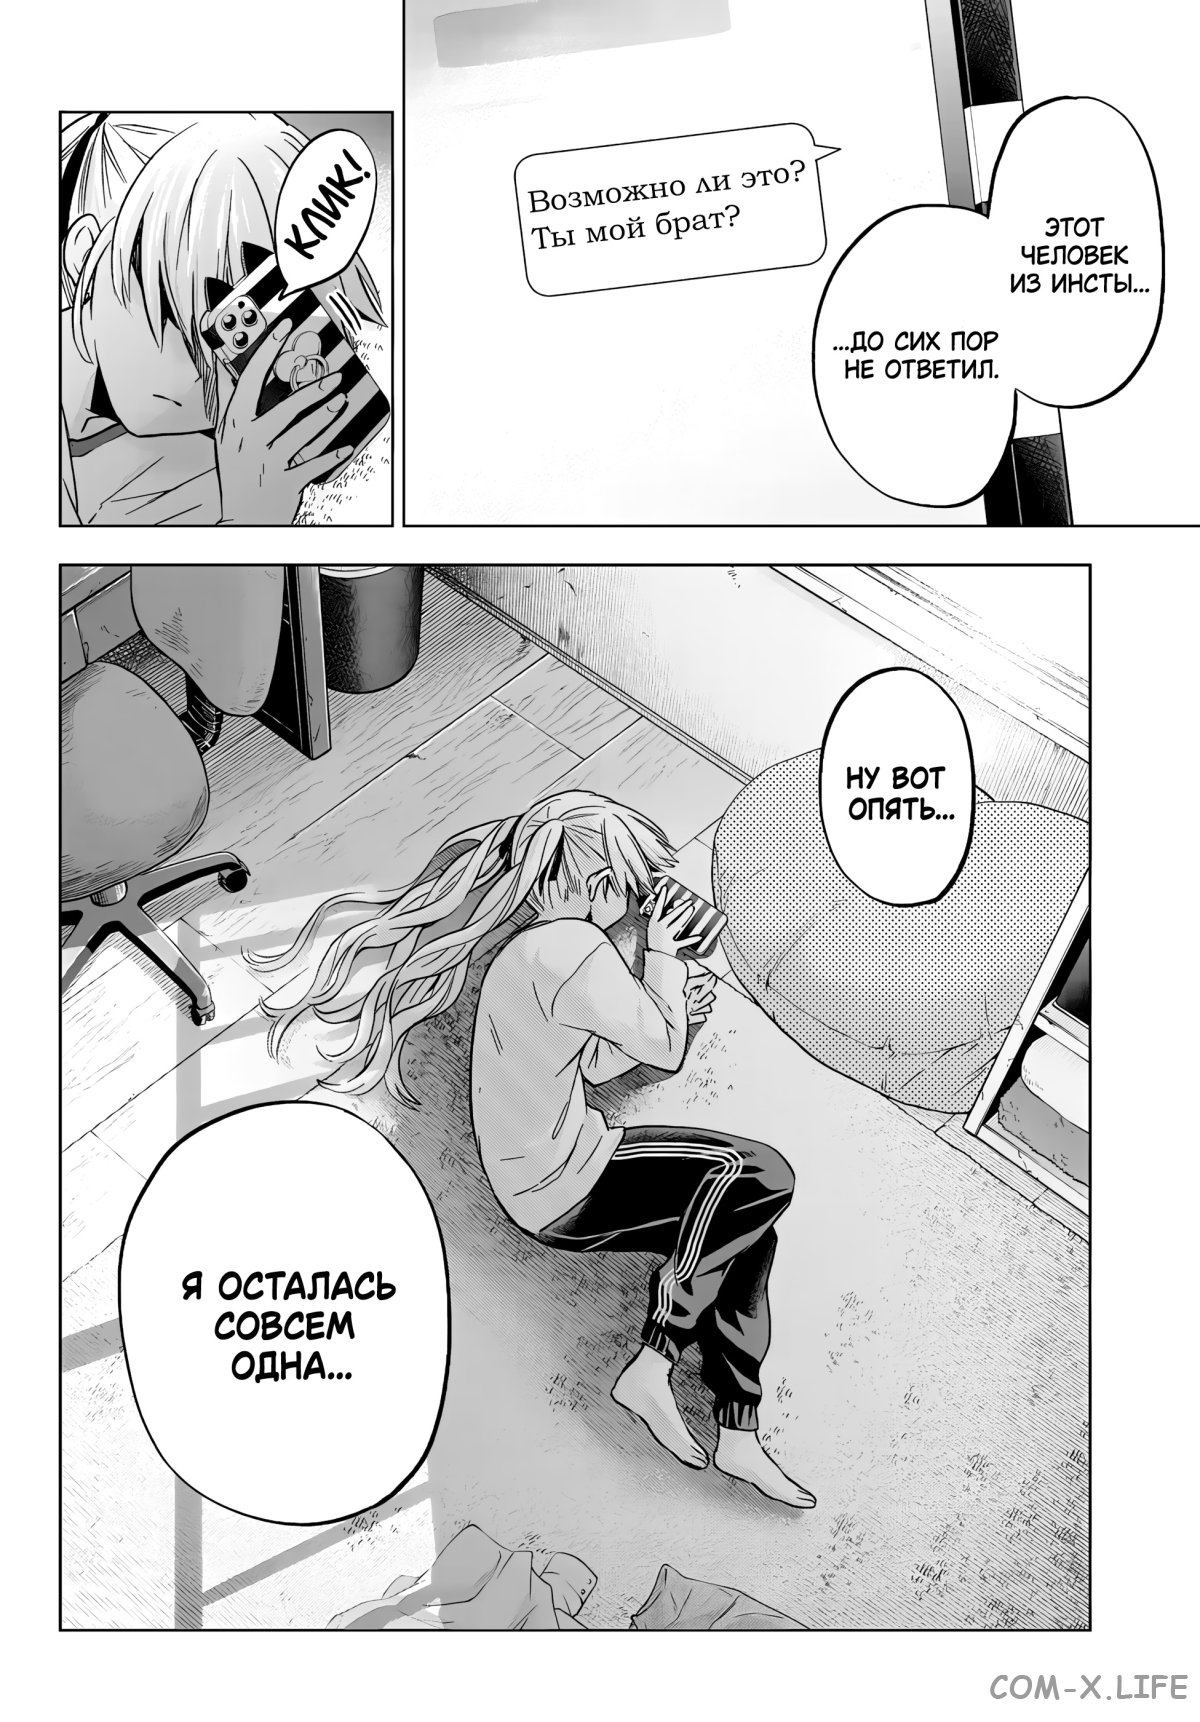 Возможно ли это?
Ты мой брат?
ЭТОТ
ЧЕЛОВЕК
ИЗ ИНСТЫ...
...ДО СИХ ПОР
НЕ ОТВЕТИЛ.
КЛИК!
НУ ВОТ
ОПЯТЬ...
Я ОСТАЛАСЬ
СОВСЕМ
ОДНА...
COM-X.LIFE